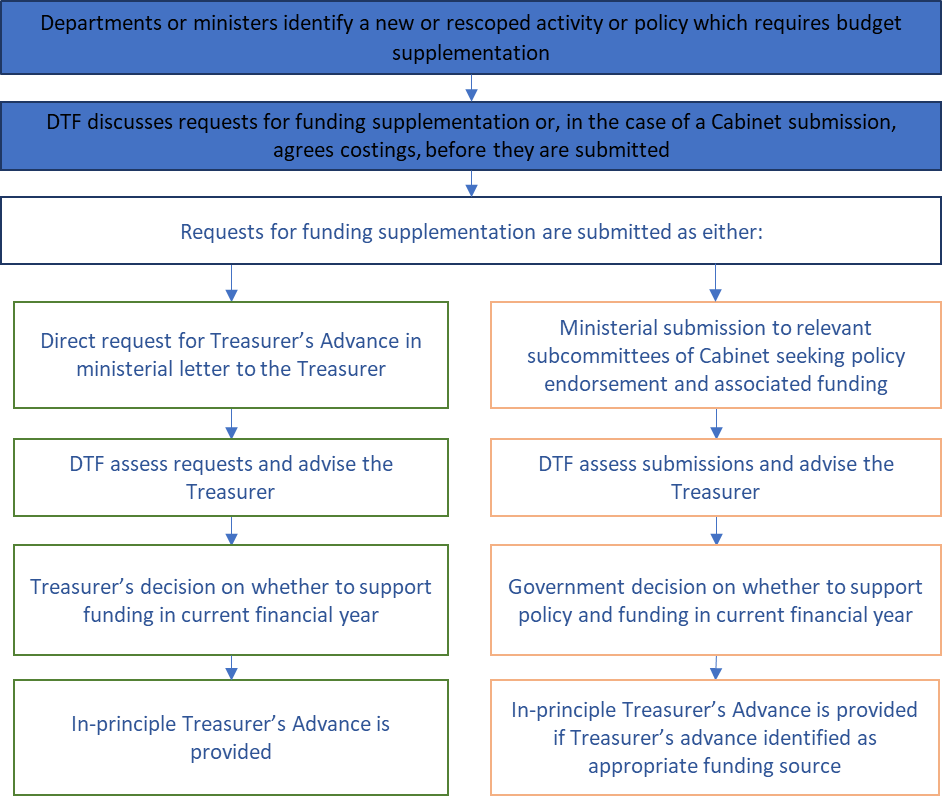 Departments or ministers identify a new or rescoped activity or policy which requires budget
supplementation
DTF discusses requests for funding supplementation or, in the case of a Cabinet submission,
agrees costings, before they are submitted
Requests for funding supplementation are submitted as either:
Direct request for Treasurer’s Advance in
ministerial letter to the Treasurer
DTF assess requests and advise the
Treasurer
Treasurer’s decision on whether to support
funding in current financial year
In-principle Treasurer’s Advance is
provided
Ministerial submission to relevant
subcommittees of Cabinet seeking policy
endorsement and associated funding
DTF assess submissions and advise the
Treasurer
Government decision on whether to support
policy and funding in current financial year
In-principle Treasurer’s Advance is provided
if Treasurer’s advance identified as
appropriate funding source